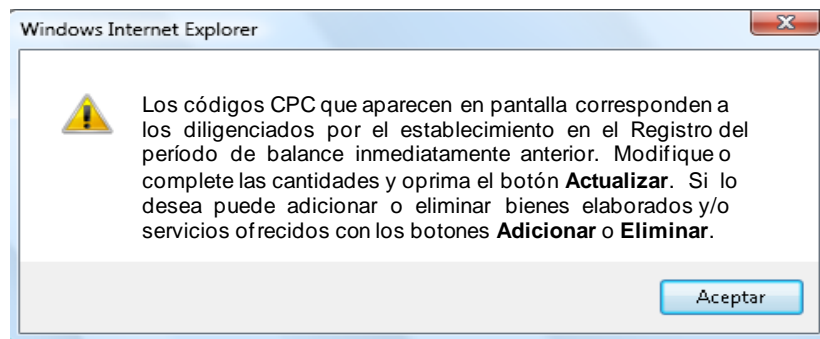 Windows Internet Explorer
Los códigos CPC que aparecen en pantalla corresponden a
los diligenciados por el establecimiento en el Registro del
período de balance inmediatamente anterior. Modifique o
complete las cantidades y oprima el botón Actualizar. Si lo
desea puede adicionar o eliminar bienes elaborados y/o
servicios ofrecidos con los botones Adicionar o Eliminar.
Aceptar